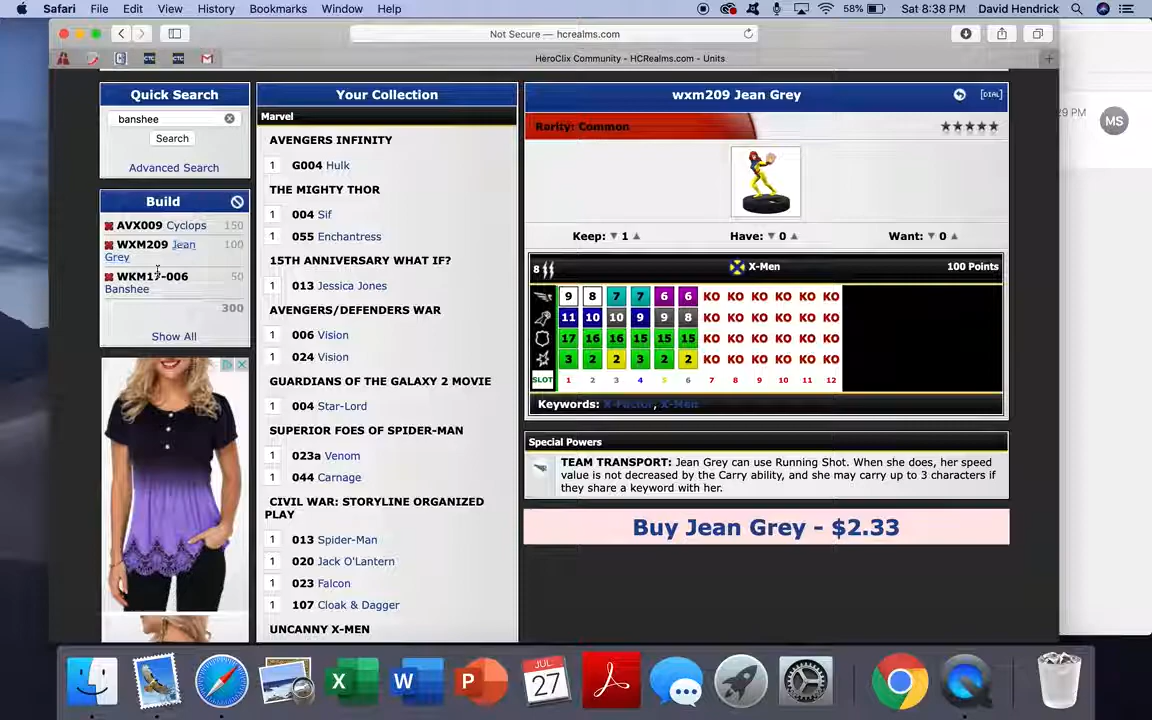 Safari File Edit View History Bookmarks Window Help 58% Sat 8:38 PM David Hendrick
Not Secure — hcrealms.com
HeroClix Community - HCRealms.com - Units
CTC CTC
Quick Search
banshee
Search
Advanced Search
Build
AVX009 Cyclops 150
WXM209 Jean 100
Grey
WKM17-006 50
Banshee
300
Show All
Your Collection
Marvel
AVENGERS INFINITY
1 G004 Hulk
THE MIGHTY THOR
1 004 Sif
1 055 Enchantress
15TH ANNIVERSARY WHAT IF?
1 013 Jessica Jones
AVENGERS/DEFENDERS WAR
1 006 Vision
1 024 Vision
GUARDIANS OF THE GALAXY 2 MOVIE
1 004 Star-Lord
SUPERIOR FOES OF SPIDER-MAN
1 023a Venom
1 044 Carnage
CIVIL WAR: STORYLINE ORGANIZED
PLAY
1 013 Spider-Man
1 020 Jack O'Lantern
1 023 Falcon
1 107 Cloak & Dagger
UNCANNY X-MEN
wxm209 Jean Grey [DIAL]
Rarity: Common
Keep: 1 Have: 0 Want: 0
8 X-Men 100 Points
9 8 7 7 6 6 KO KO KO KO KO KO
11 10 10 9 9 8 KO KO KO KO KO KO
17 16 16 15 15 15 KO KO KO KO KO KO
3 2 2 3 2 2 KO KO KO KO KO KO
SLOT 1 2 3 4 5 6 7 8 9 10 11 12
Keywords: X-Factor, X-Men
Special Powers
TEAM TRANSPORT: Jean Grey can use Running Shot. When she does, her speed
value is not decreased by the Carry ability, and she may carry up to 3 characters if
they share a keyword with her.
Buy Jean Grey - $2.33
29 PM MS
X W P JUL 27